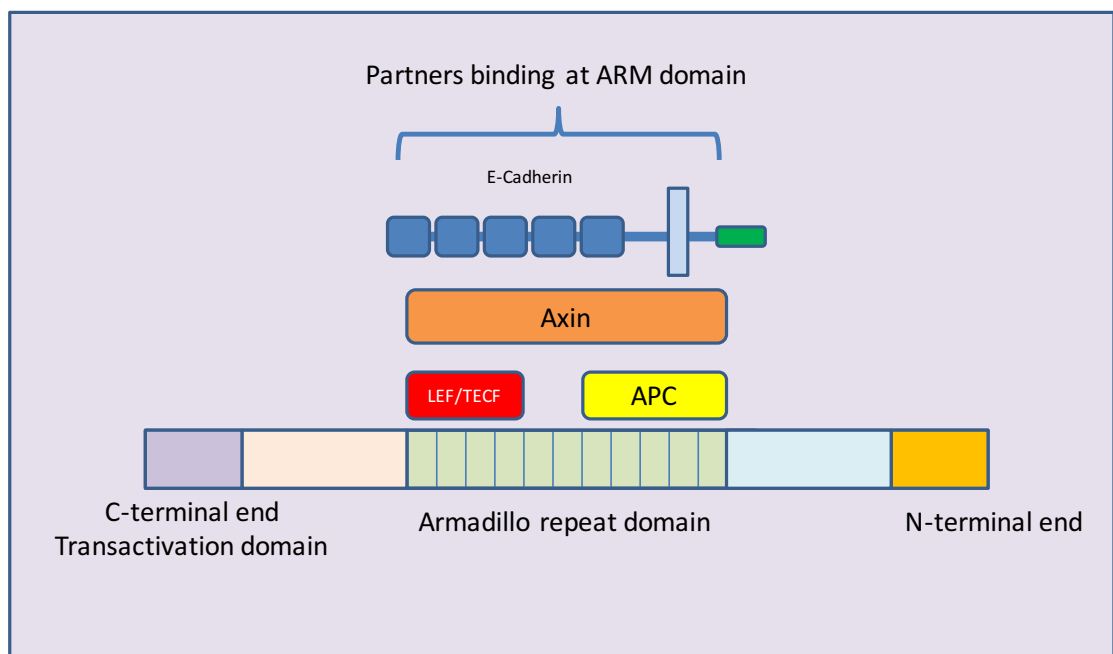 Partners binding at ARM domain
E-Cadherin
Axin
LEF/TECF
APC
C-terminal end
Transactivation domain
Armadillo repeat domain
N-terminal end